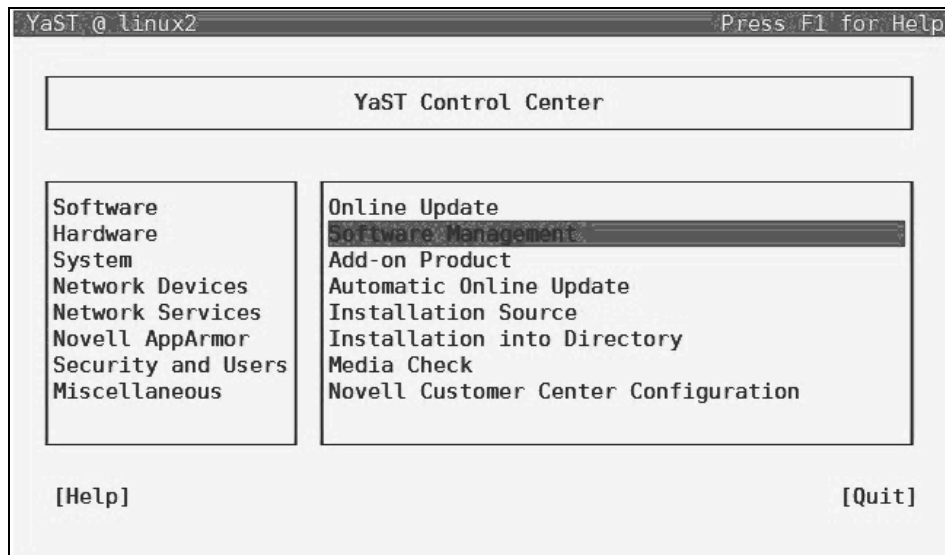 YaST @ linux2 Press F1 for Help
YaST Control Center
Software
Hardware
System
Network Devices
Network Services
Novell AppArmor
Security and Users
Miscellaneous
Online Update
Software Management
Add-on Product
Automatic Online Update
Installation Source
Installation into Directory
Media Check
Novell Customer Center Configuration
[Help] [Quit]